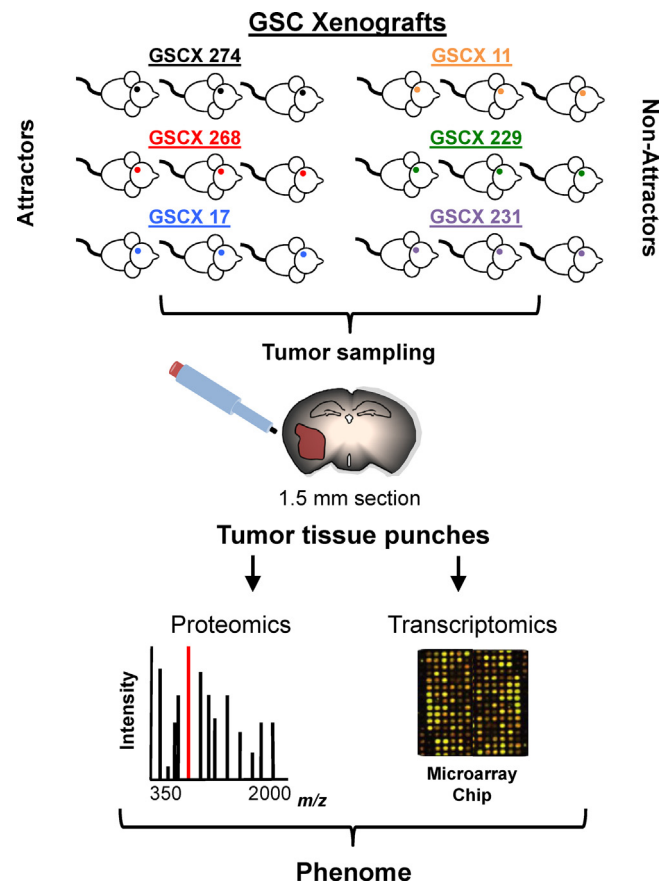 GSC Xenografts
GSCX 274
GSCX 11
Attractors
Non-Attractors
GSCX 268
GSCX 229
GSCX 17
GSCX 231
Tumor sampling
1.5 mm section
Tumor tissue punches
Proteomics
Transcriptomics
Intensity
350
2000
m/z
Microarray
Chip
Phenome